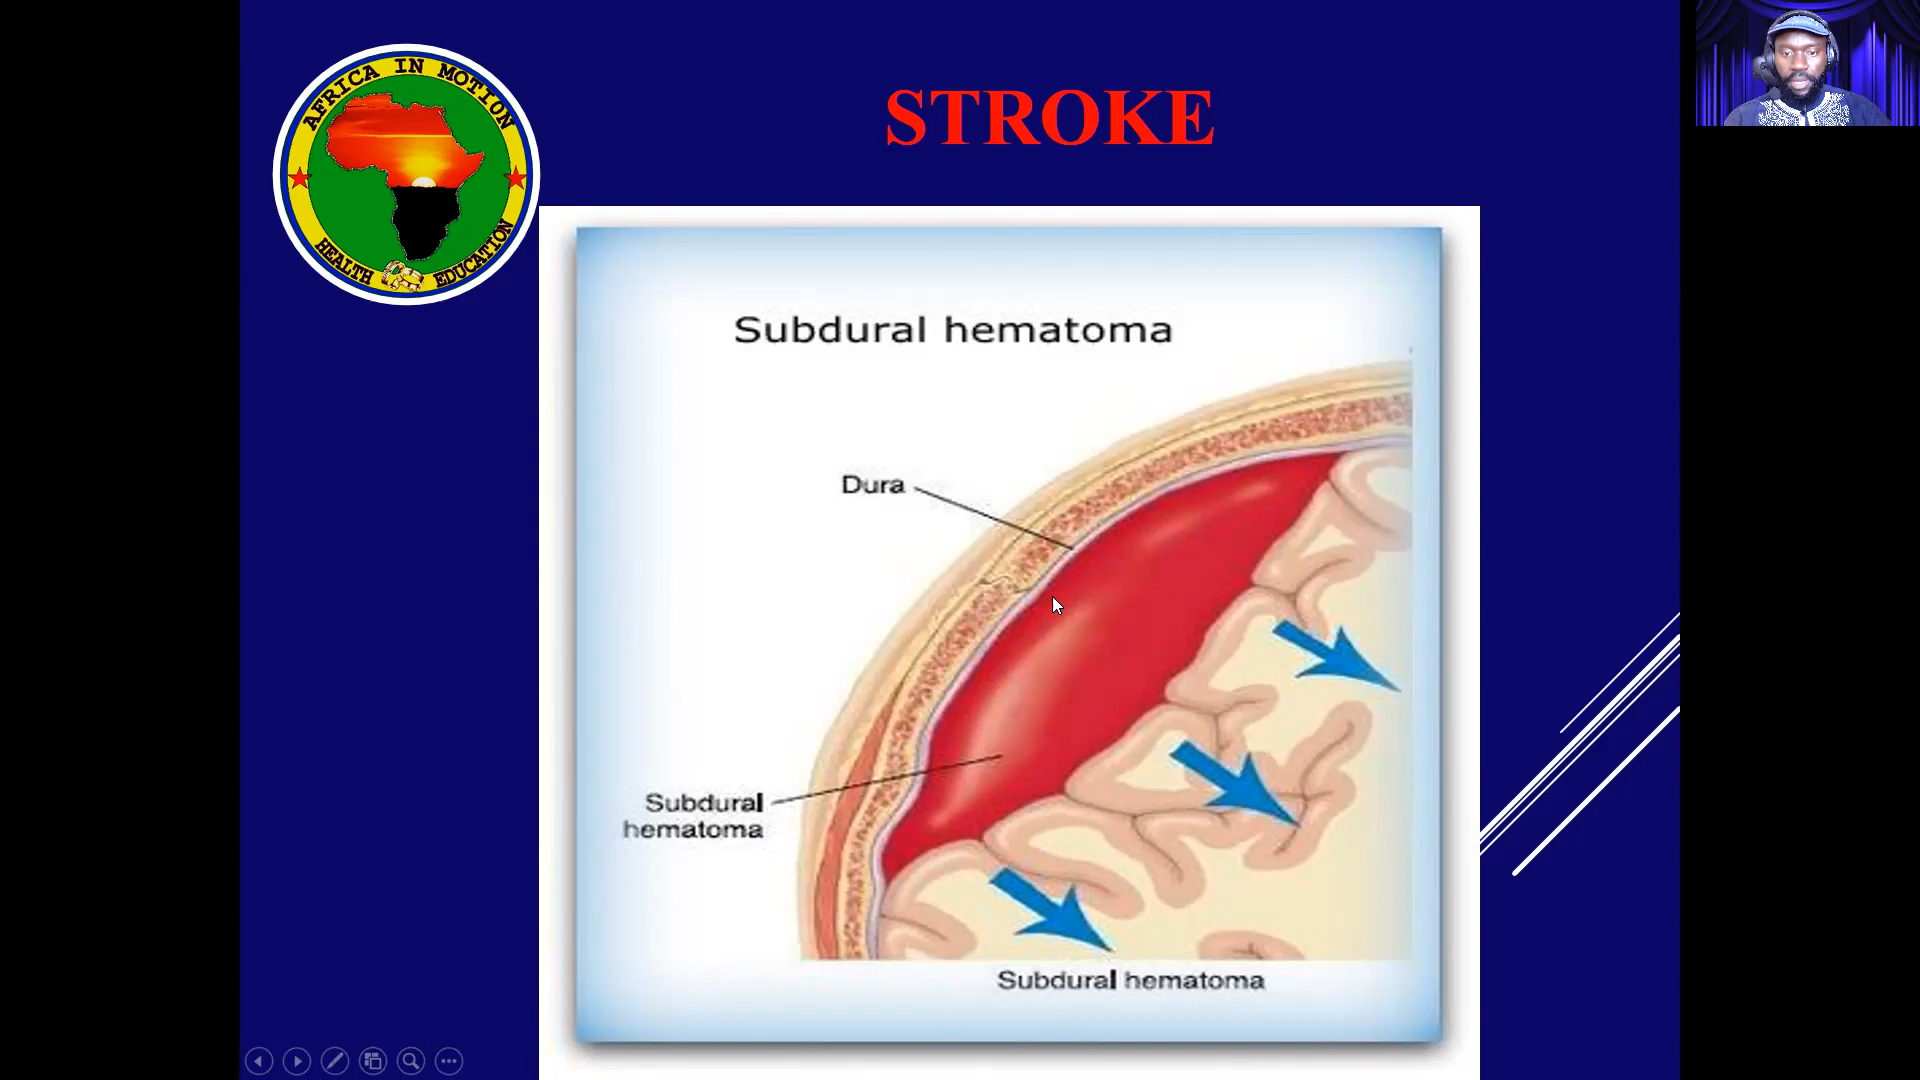 AFRICA IN MOTION
HEALTH EDUCATION
STROKE
Subdural hematoma
Dura
Subdural
hematoma
Subdural hematoma